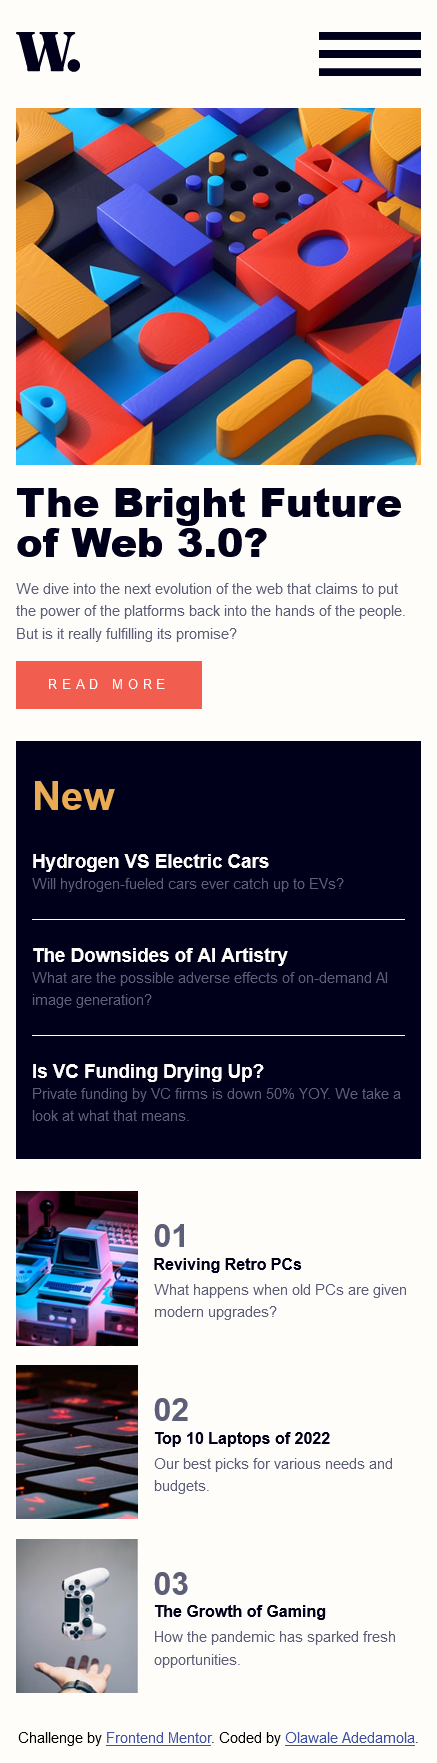 W.
The Bright Future
of Web 3.0?
We dive into the next evolution of the web that claims to put
the power of the platforms back into the hands of the people.
But is it really fulfilling its promise?
READ MORE
New
Hydrogen VS Electric Cars
Will hydrogen-fueled cars ever catch up to EVs?
The Downsides of AI Artistry
What are the possible adverse effects of on-demand AI
image generation?
Is VC Funding Drying Up?
Private funding by VC firms is down 50% YOY. We take a
look at what that means.
01
Reviving Retro PCs
What happens when old PCs are given
modern upgrades?
02
Top 10 Laptops of 2022
Our best picks for various needs and
budgets.
03
The Growth of Gaming
How the pandemic has sparked fresh
opportunities.
Challenge by Frontend Mentor. Coded by Olawale Adedamola.